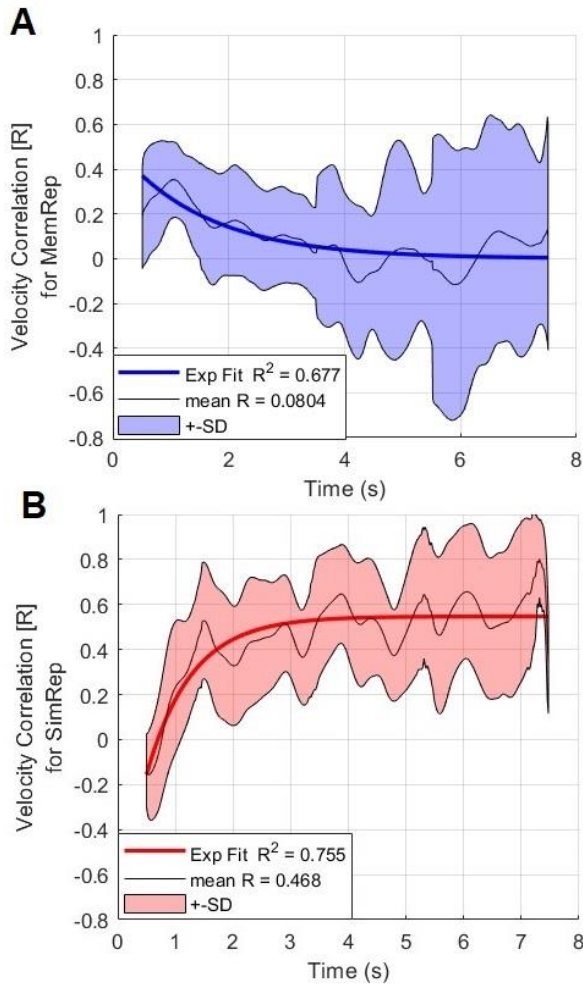 A
Velocity Correlation [R]
for MemRep
1
0.8
0.6
0.4
0.2
0
-0.2
-0.4
-0.6
-0.8
Exp Fit R² = 0.677
mean R = 0.0804
+-SD
0 2 4 6 8
Time (s)
B
Velocity Correlation [R]
for SimRep
1
0.8
0.6
0.4
0.2
0
-0.2
-0.4
-0.6
-0.8
Exp Fit R² = 0.755
mean R = 0.468
+-SD
0 1 2 3 4 5 6 7 8
Time (s)